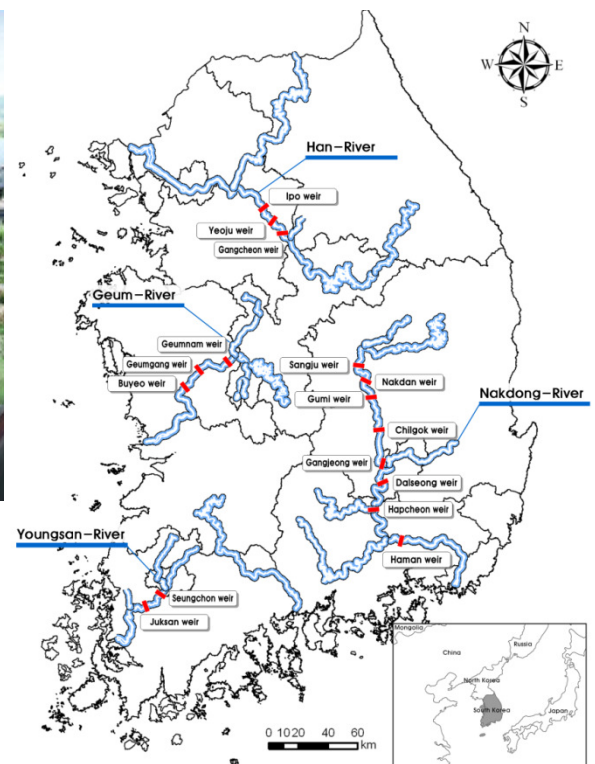 N
W E
S
Han-River
Ipo weir
Yeoju weir
Gangcheon weir
Geum-River
Geumnam weir
Geumgang weir
Buyeo weir
Sangju weir
Nakdan weir
Gumi weir
Nakdong-River
Chilgok weir
Gangjeong weir
Dalseong weir
Hapcheon weir
Haman weir
Youngsan-River
Seungchon weir
Juksan weir
0 10 20 40 60
km
Mongolia
Russia
China
North Korea
South Korea
Japan